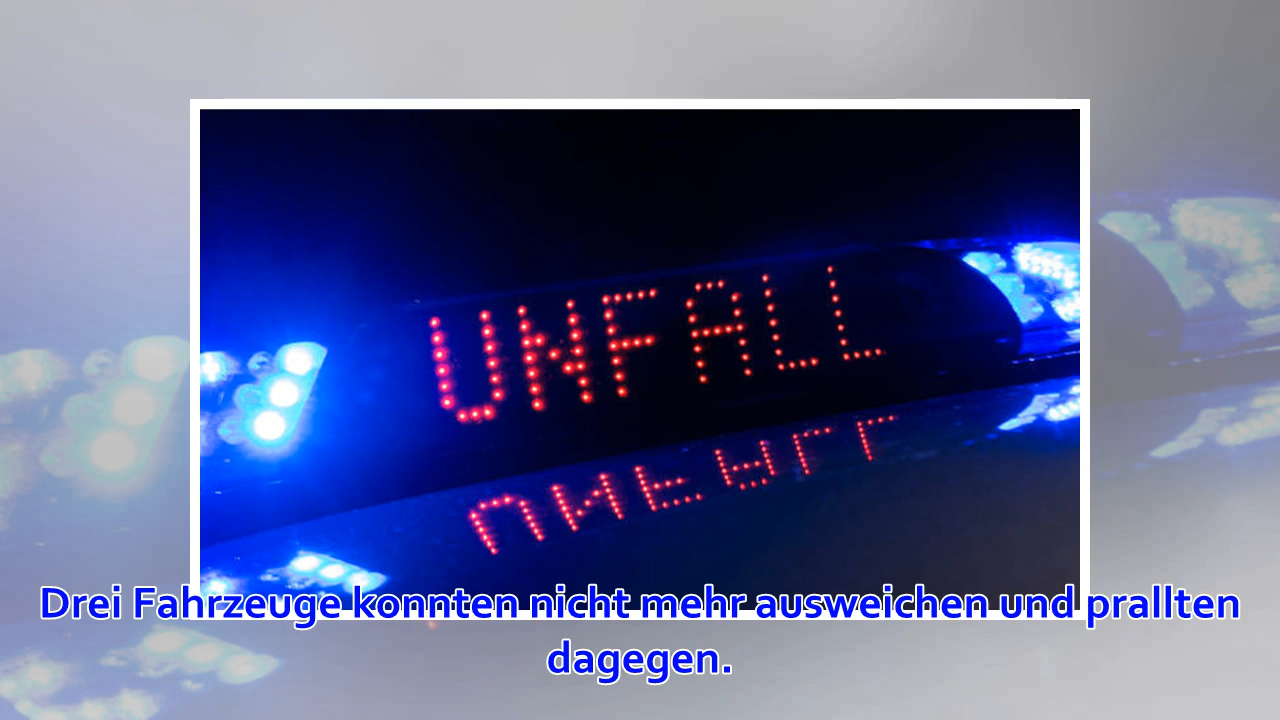 UNFALL
Drei Fahrzeuge konnten nicht mehr ausweichen und prallten
dagegen.